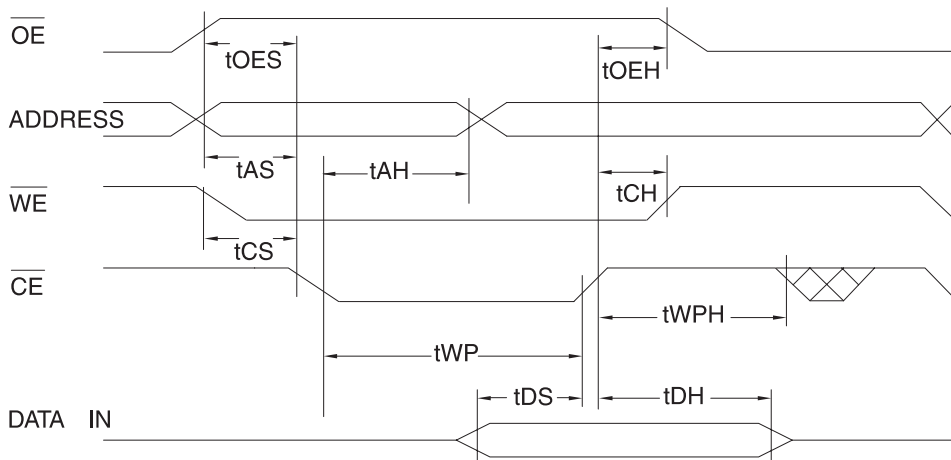 OE
tOES
tOEH
ADDRESS
tAS
tAH
WE
tCH
tCS
CE
tWPH
tWP
tDS
tDH
DATA IN